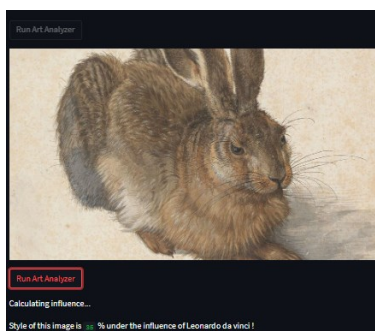 Run Art Analyzer
Run Art Analyzer
Calculating influence...
Style of this image is % under the influence of Leonardo da vinci !